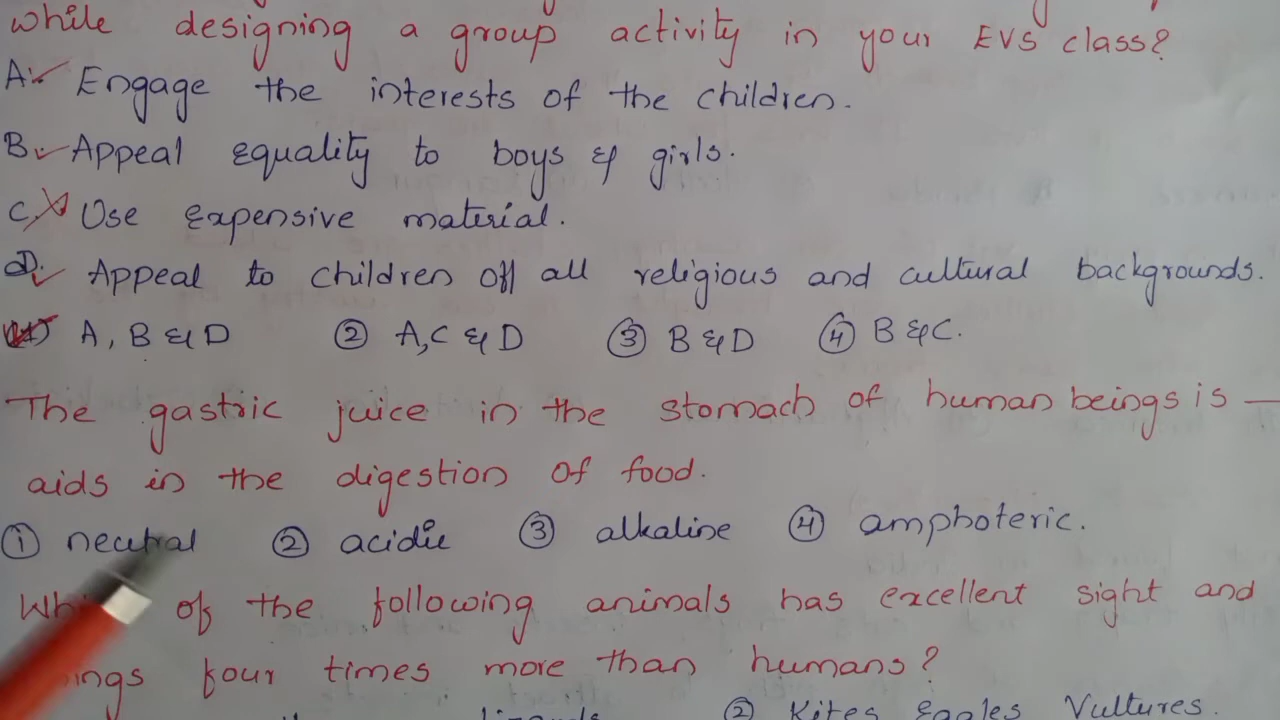 while designing a group activity in your EVS class?
A. Engage the interests of the children.
B. Appeal equality to boys & girls.
C. Use expensive material.
D. Appeal to children off all religious and cultural backgrounds.
(1) A, B & D ② A, C & D ③ B & D ④ B & C.
The gastric juice in the stomach of human beings is —
aids in the digestion of food.
① neutral ② acidic ③ alkaline ④ amphoteric.
of the following animals has excellent sight and
four times more than humans?
② Kites Eagles Vultures.